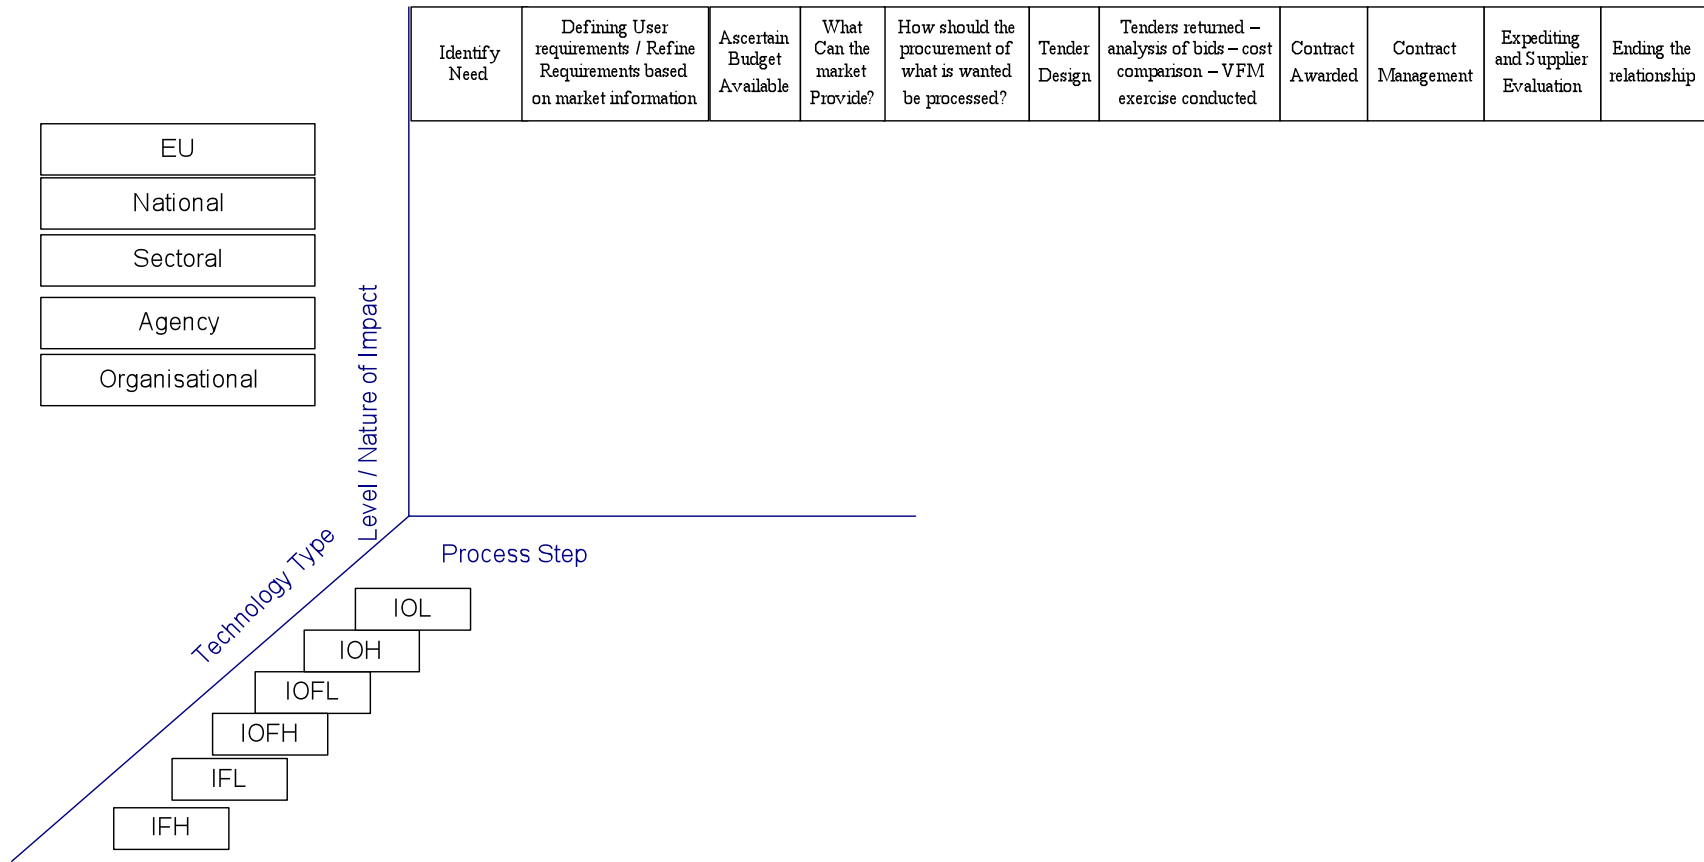 Identify
Need
Defining User
requirements / Refine
Requirements based
on market information
Ascertain
Budget
Available
What
Can the
market
Provide?
How should the
procurement of
what is wanted
be processed?
Tender
Design
Tenders returned –
analysis of bids – cost
comparison – VFM
exercise conducted
Contract
Awarded
Contract
Management
Expediting
and Supplier
Evaluation
Ending the
relationship
EU
National
Sectoral
Agency
Organisational
Level / Nature of Impact
Technology Type
Process Step
IOL
IOH
IOFL
IOFH
IFL
IFH